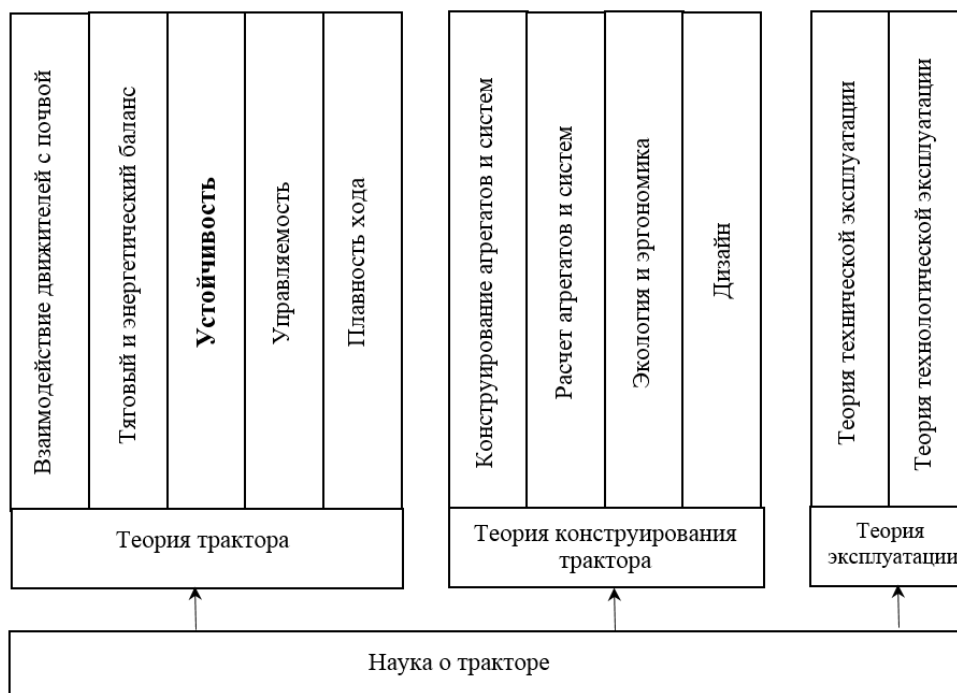 Взаимодействие движителей с почвой
Тяговый и энергетический баланс
Устойчивость
Управляемость
Плавность хода
Теория трактора
Конструирование агрегатов и систем
Расчет агрегатов и систем
Экология и эргономика
Дизайн
Теория конструирования
трактора
Теория технической эксплуатации
Теория технологической эксплуатации
Теория
эксплуатации
Наука о тракторе